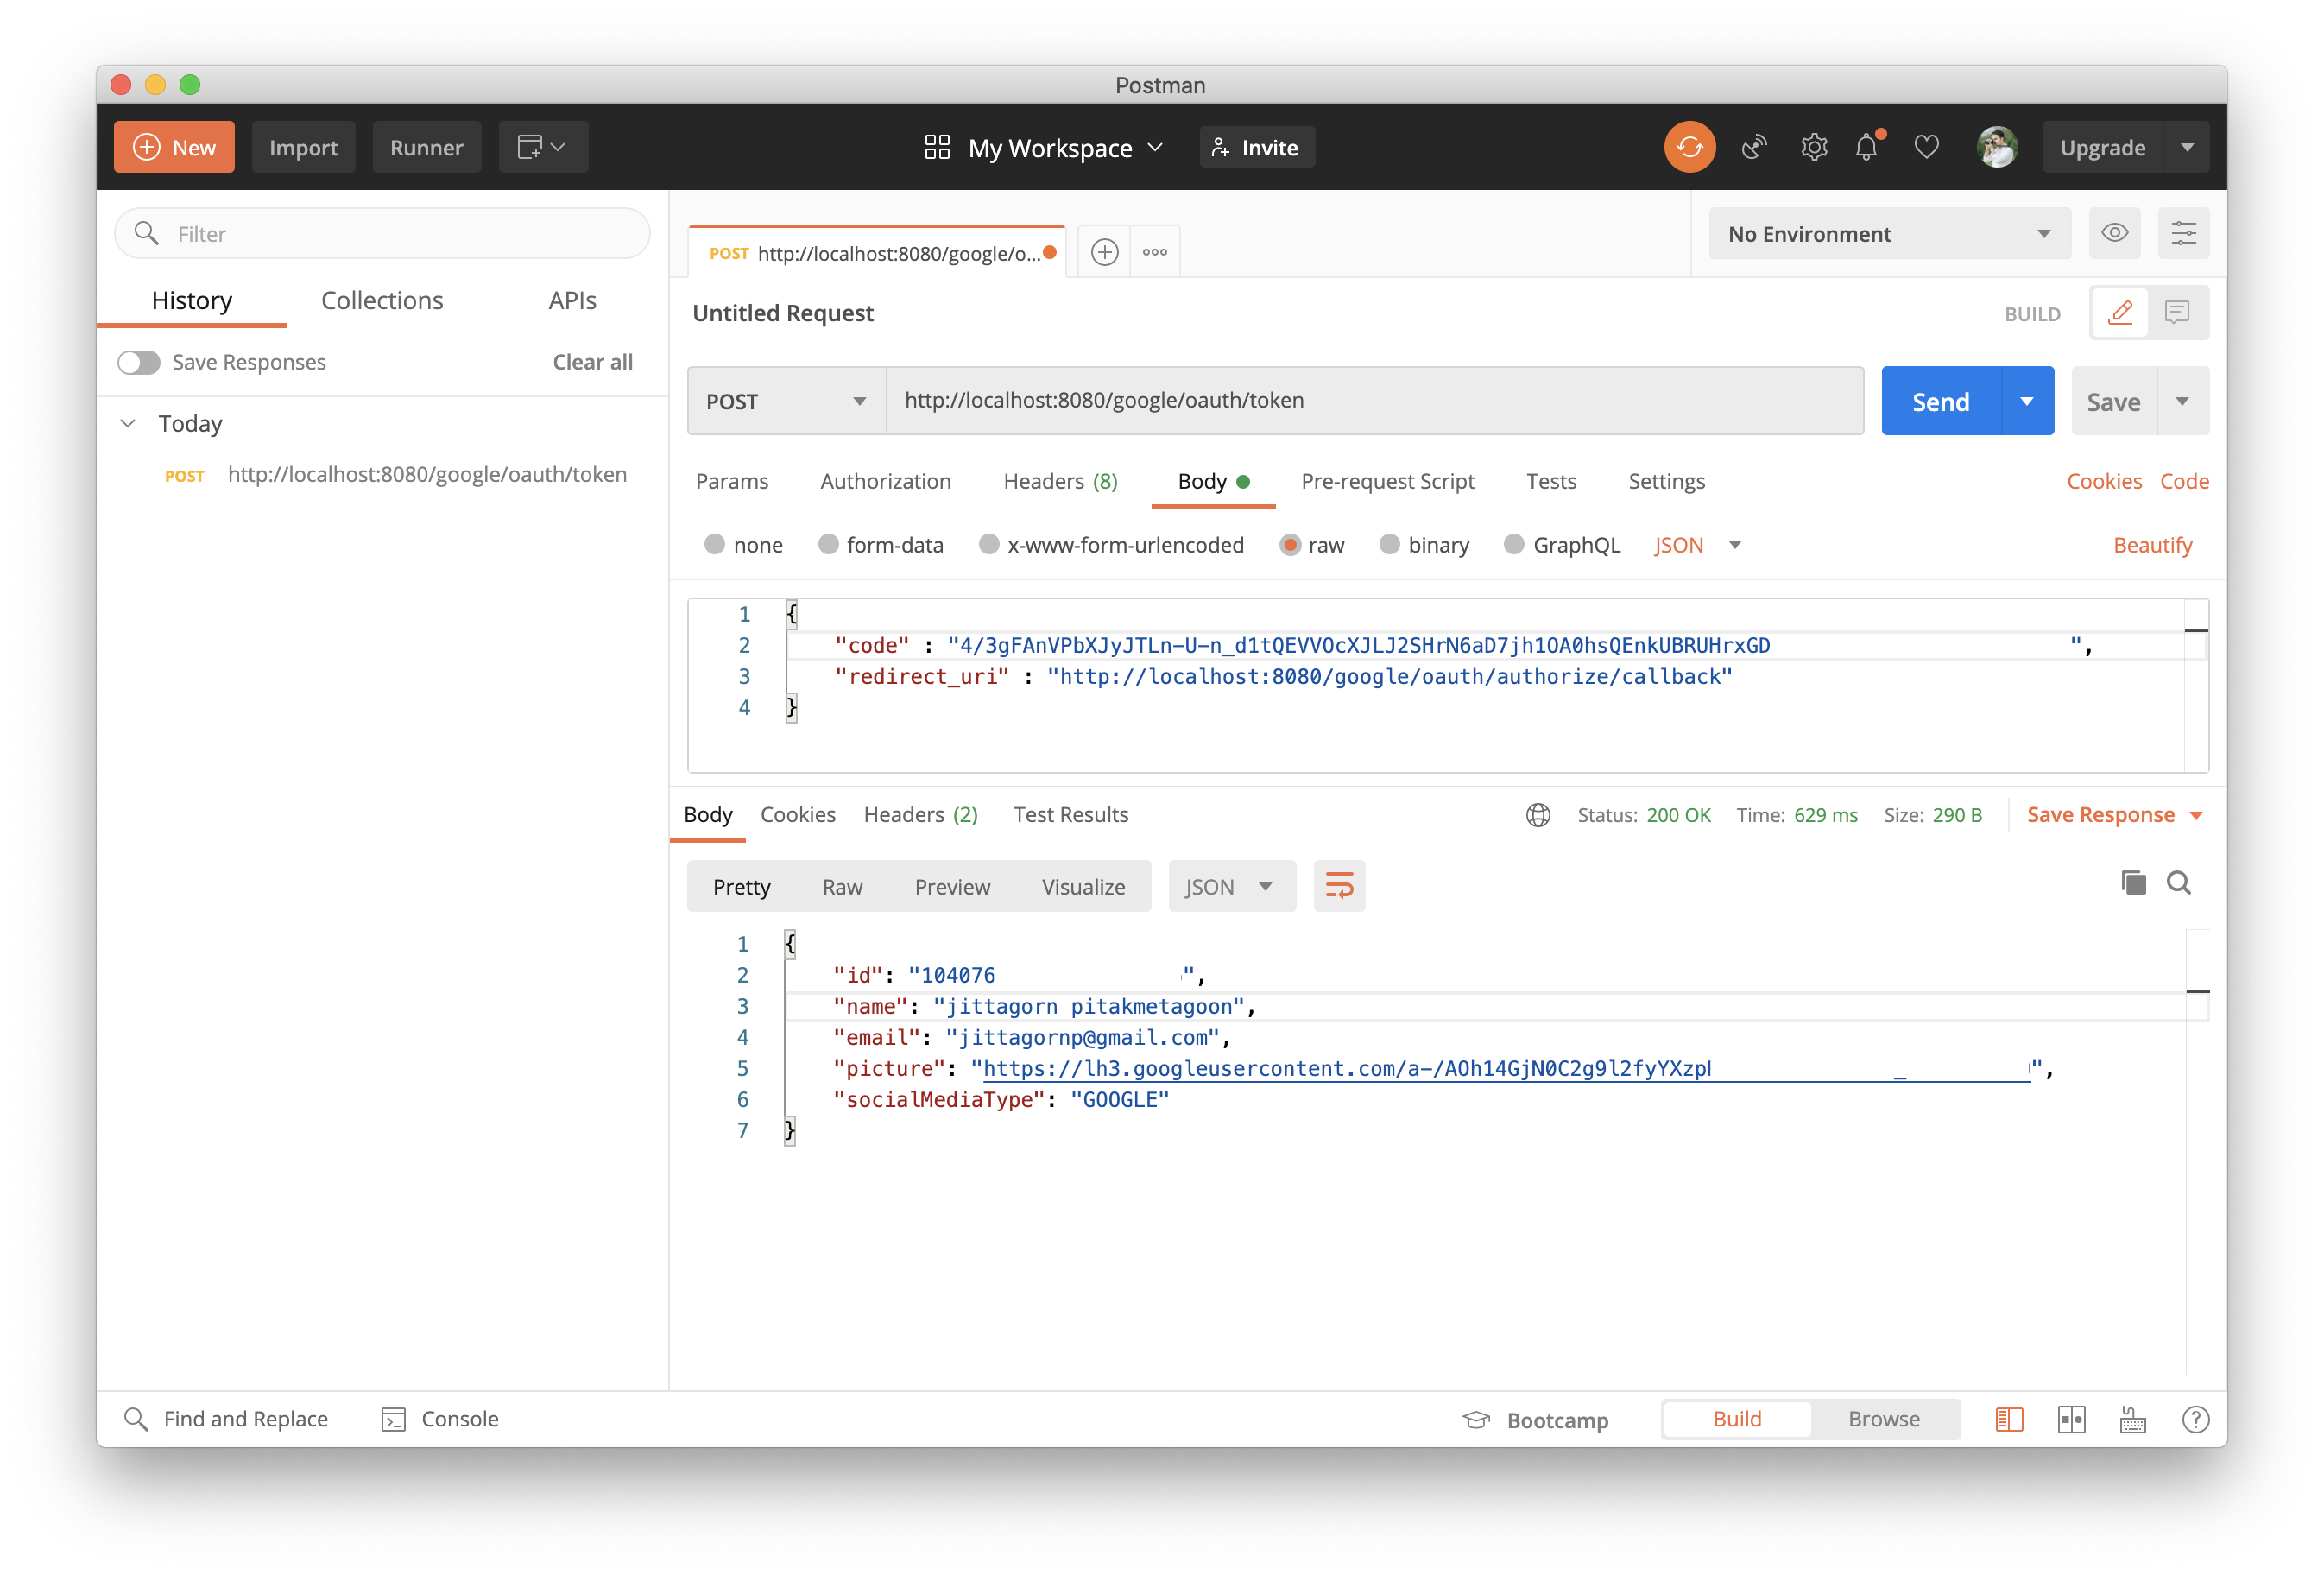 Postman
New Import Runner My Workspace Invite Upgrade
Filter
POST http://localhost:8080/google/o...
No Environment
History Collections APIs
Untitled Request
BUILD
Save Responses Clear all
POST http://localhost:8080/google/oauth/token
Send Save
Today
POST http://localhost:8080/google/oauth/token
Params Authorization Headers (8) Body Pre-request Script Tests Settings Cookies Code
none form-data x-www-form-urlencoded raw binary GraphQL JSON Beautify
1 {
2 "code" : "4/3gFAnVPbXJyJTLn-U-n_d1tQEVVOcXJLJ2SHrN6aD7jh1OA0hsQEnkUBRUHrxGD ",
3 "redirect_uri" : "http://localhost:8080/google/oauth/authorize/callback"
4 }
Body Cookies Headers (2) Test Results Status: 200 OK Time: 629 ms Size: 290 B Save Response
Pretty Raw Preview Visualize JSON
1 {
2 "id": "104076 ",
3 "name": "jittagorn pitakmetagoon",
4 "email": "jittagornp@gmail.com",
5 "picture": "https://lh3.googleusercontent.com/a-/AOh14GjN0C2g9l2fyYXzp _ ",
6 "socialMediaType": "GOOGLE"
7 }
Find and Replace Console Bootcamp Build Browse